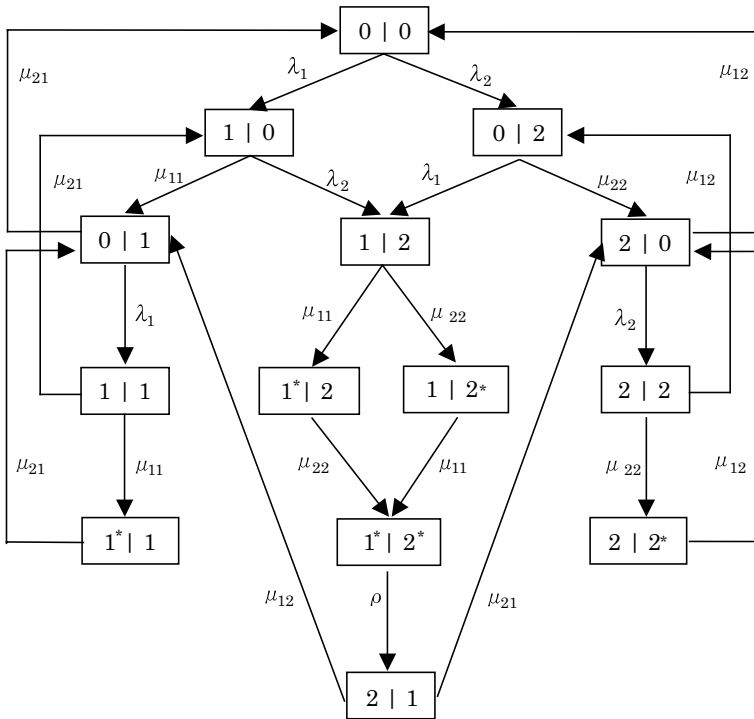 0 | 0
μ21
λ1
λ2
μ12
1 | 0
0 | 2
μ21
μ11
λ2
λ1
μ22
μ12
0 | 1
1 | 2
2 | 0
λ1
μ11
μ 22
λ2
1 | 1
1* | 2
1 | 2*
2 | 2
μ21
μ11
μ22
μ11
μ 22
μ12
1* | 1
1* | 2*
2 | 2*
μ12
ρ
μ21
2 | 1